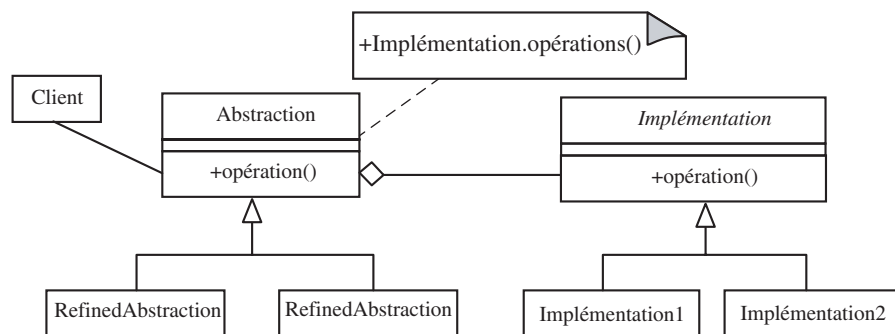 +Implémentation.opérations()
Client
Abstraction
Implémentation
+opération()
+opération()
RefinedAbstraction
RefinedAbstraction
Implémentation1
Implémentation2